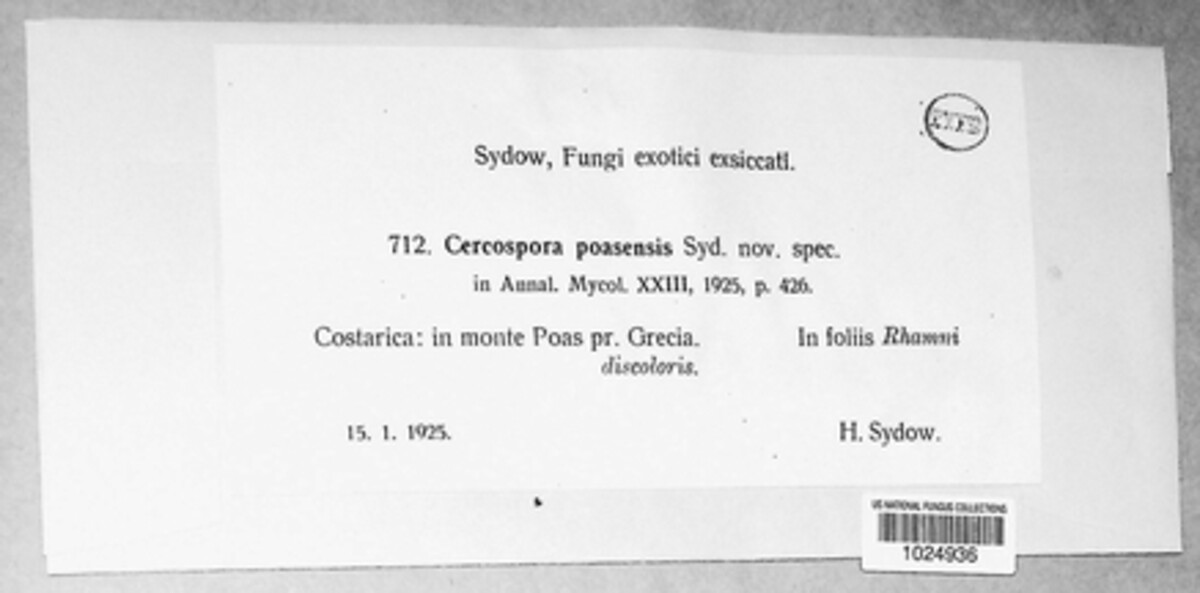 Sydow, Fungi exotici exsiccati.
712. Cercospora poasensis Syd. nov. spec.
in Annal. Mycol. XXIII, 1925, p. 426.
Costarica: in monte Poas pr. Grecia. In foliis Rhamni
discoloris.
15. 1. 1925. H. Sydow.
US NATIONAL FUNGUS COLLECTIONS
1024936